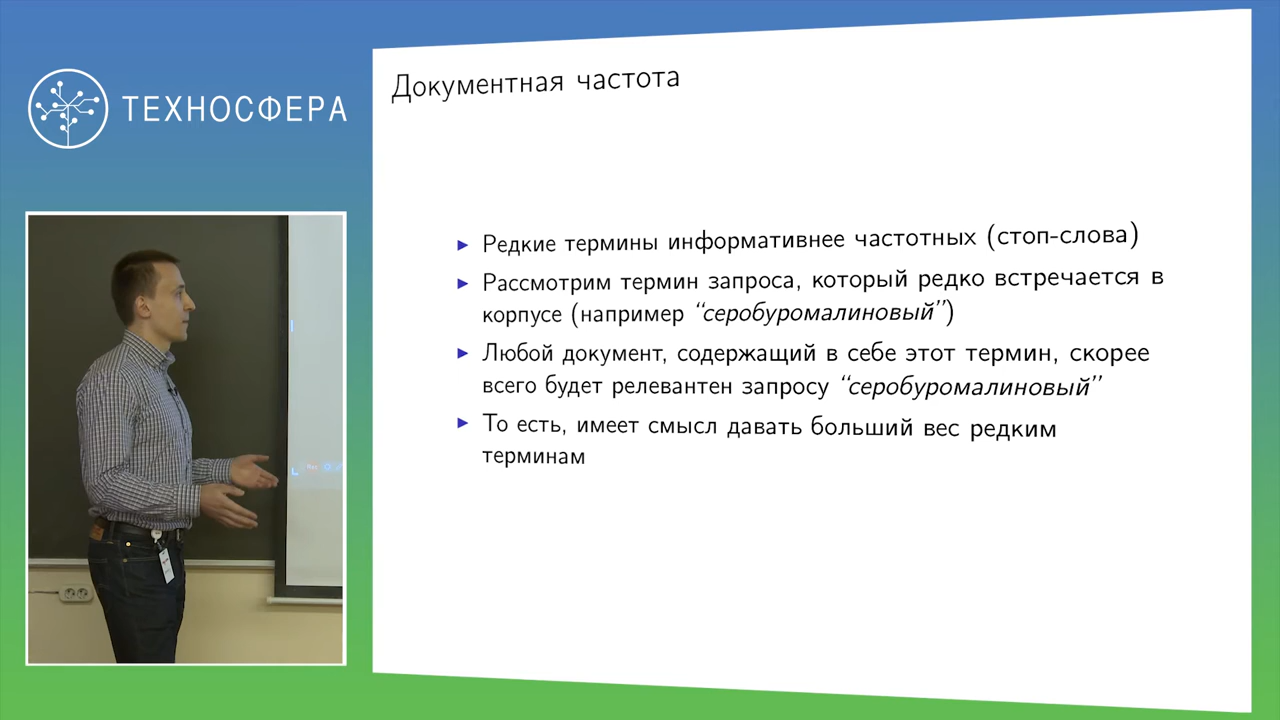 ТЕХНОСФЕРА
Документная частота
Редкие термины информативнее частотных (стоп-слова)
Рассмотрим термин запроса, который редко встречается в
корпусе (например “серобуромалиновый”)
Любой документ, содержащий в себе этот термин, скорее
всего будет релевантен запросу “серобуромалиновый”
То есть, имеет смысл давать больший вес редким
терминам